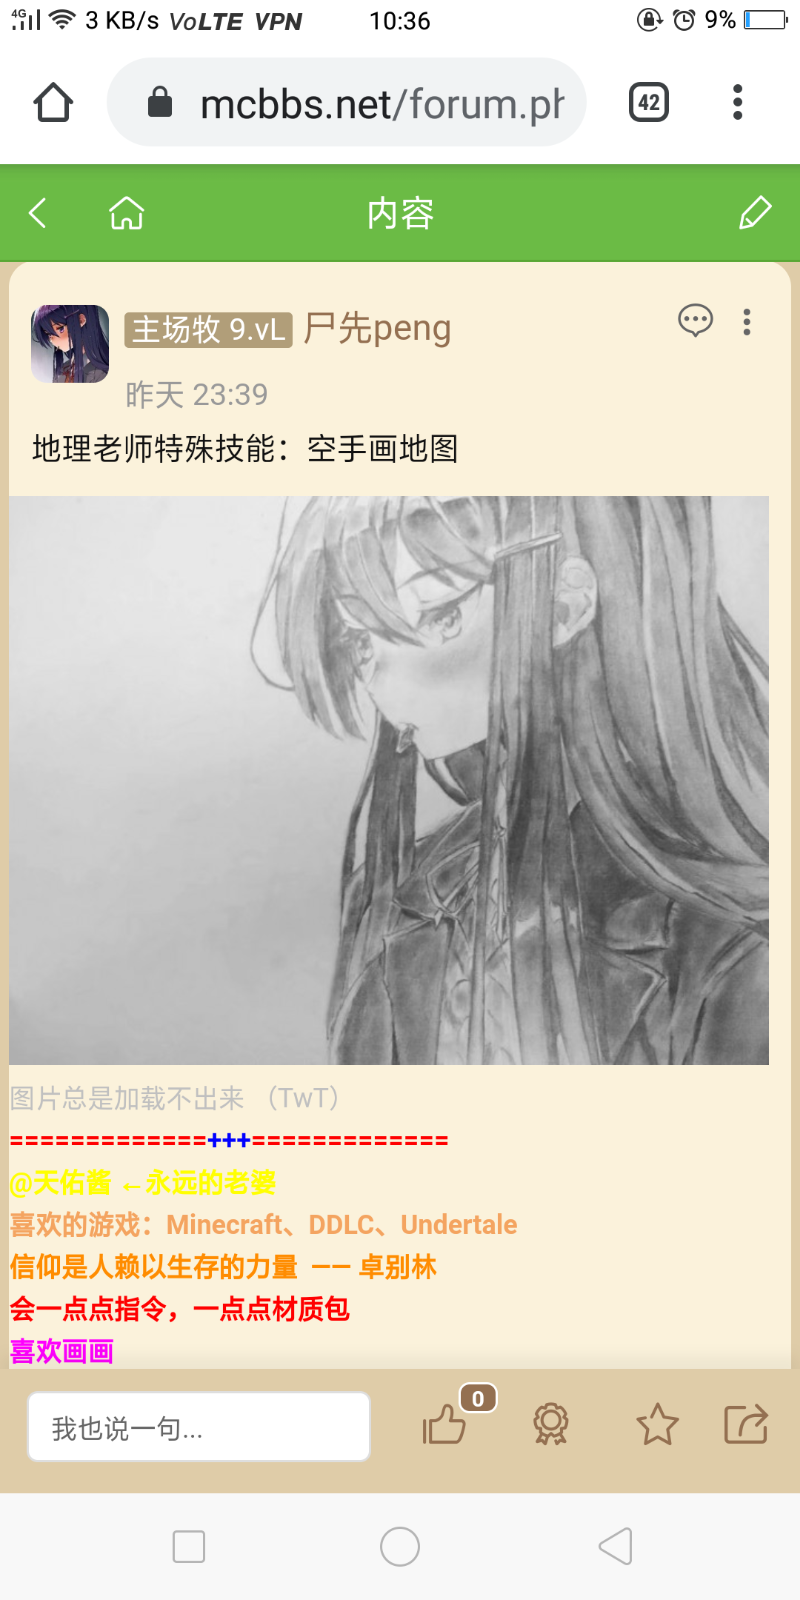 4G 3 KB/s VoLTE VPN 10:36 9%
mcbbs.net/forum.ph 42
内容
主场牧 9.vL 尸先peng
昨天 23:39
地理老师特殊技能：空手画地图
图片总是加载不出来 （TwT）
=============+++=============
@天佑酱 ←永远的老婆
喜欢的游戏：Minecraft、DDLC、Undertale
信仰是人赖以生存的力量 —— 卓别林
会一点点指令，一点点材质包
喜欢画画
我也说一句... 0